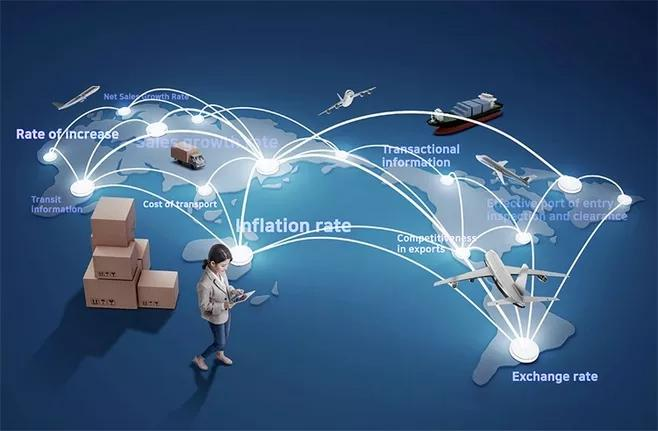 Net Sales Growth Rate
Rate of increase
Sales growth rate
Transactional
information
Transit
information
Cost of transport
Effective port of entry
inspection and clearance
Inflation rate
Competitiveness
in exports
Exchange rate